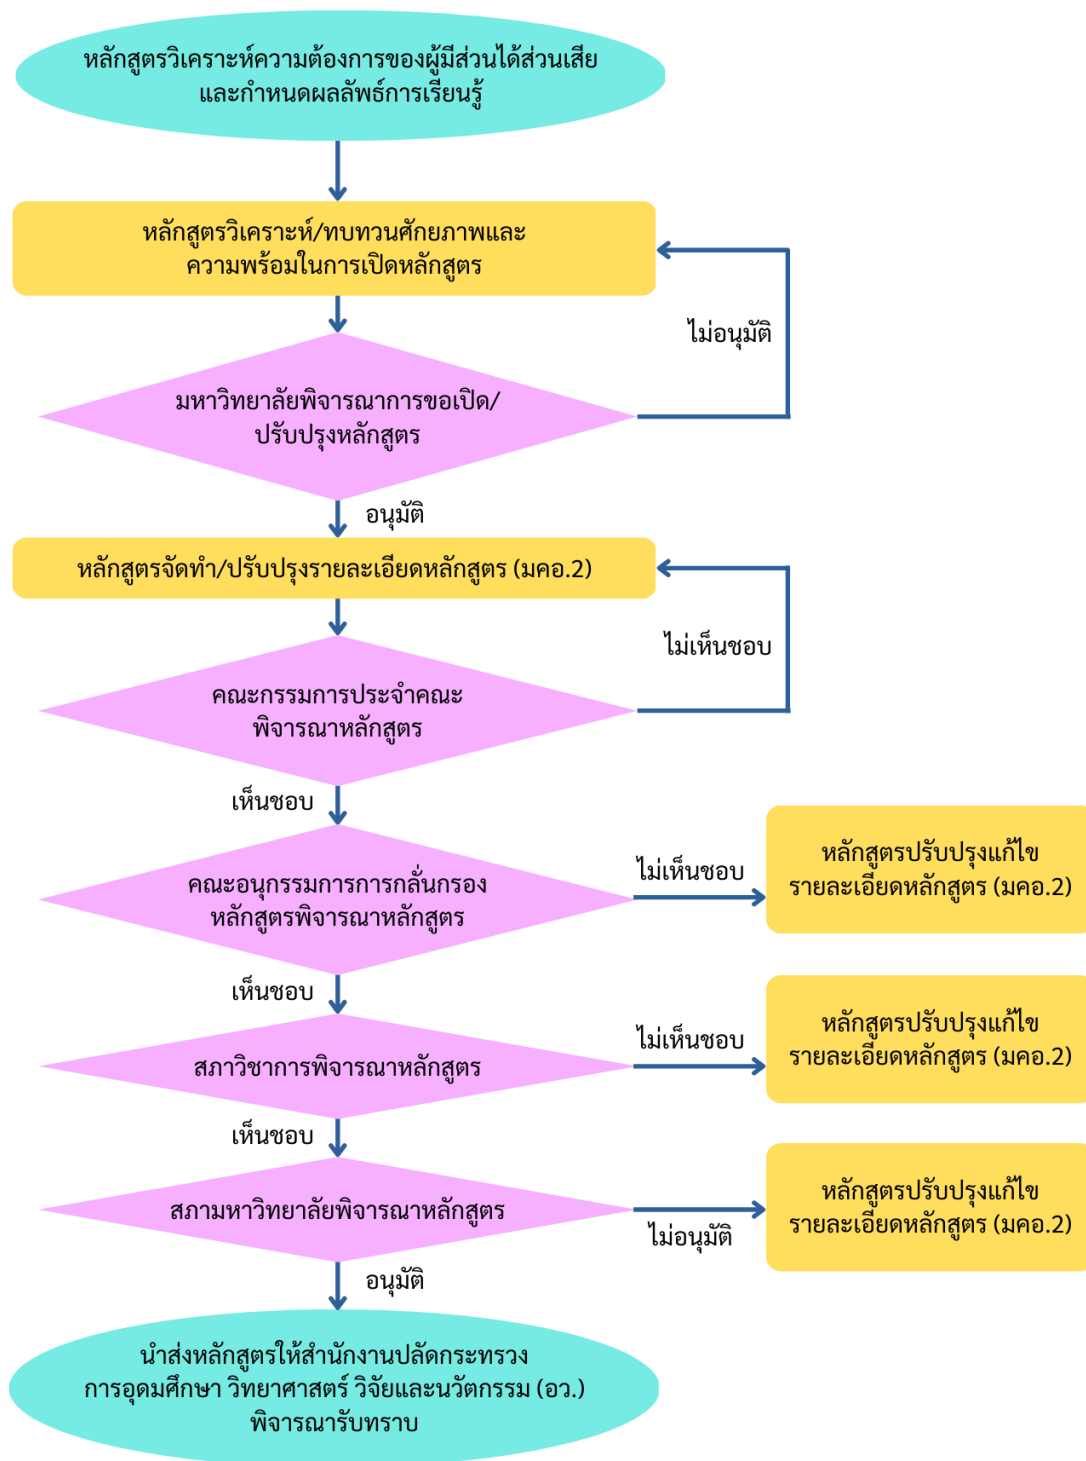 หลักสูตรวิเคราะห์ความต้องการของผู้มีส่วนได้ส่วนเสีย
และกำหนดผลลัพธ์การเรียนรู้
หลักสูตรวิเคราะห์/ทบทวนศักยภาพและ
ความพร้อมในการเปิดหลักสูตร
ไม่อนุมัติ
มหาวิทยาลัยพิจารณาการขอเปิด/
ปรับปรุงหลักสูตร
อนุมัติ
หลักสูตรจัดทำ/ปรับปรุงรายละเอียดหลักสูตร (มคอ.2)
ไม่เห็นชอบ
คณะกรรมการประจำคณะ
พิจารณาหลักสูตร
เห็นชอบ
คณะอนุกรรมการการกลั่นกรอง
หลักสูตรพิจารณาหลักสูตร
ไม่เห็นชอบ
หลักสูตรปรับปรุงแก้ไข
รายละเอียดหลักสูตร (มคอ.2)
เห็นชอบ
สภาวิชาการพิจารณาหลักสูตร
ไม่เห็นชอบ
หลักสูตรปรับปรุงแก้ไข
รายละเอียดหลักสูตร (มคอ.2)
เห็นชอบ
สภามหาวิทยาลัยพิจารณาหลักสูตร
ไม่อนุมัติ
หลักสูตรปรับปรุงแก้ไข
รายละเอียดหลักสูตร (มคอ.2)
อนุมัติ
นำส่งหลักสูตรให้สำนักงานปลัดกระทรวง
การอุดมศึกษา วิทยาศาสตร์ วิจัยและนวัตกรรม (อว.)
พิจารณารับทราบ